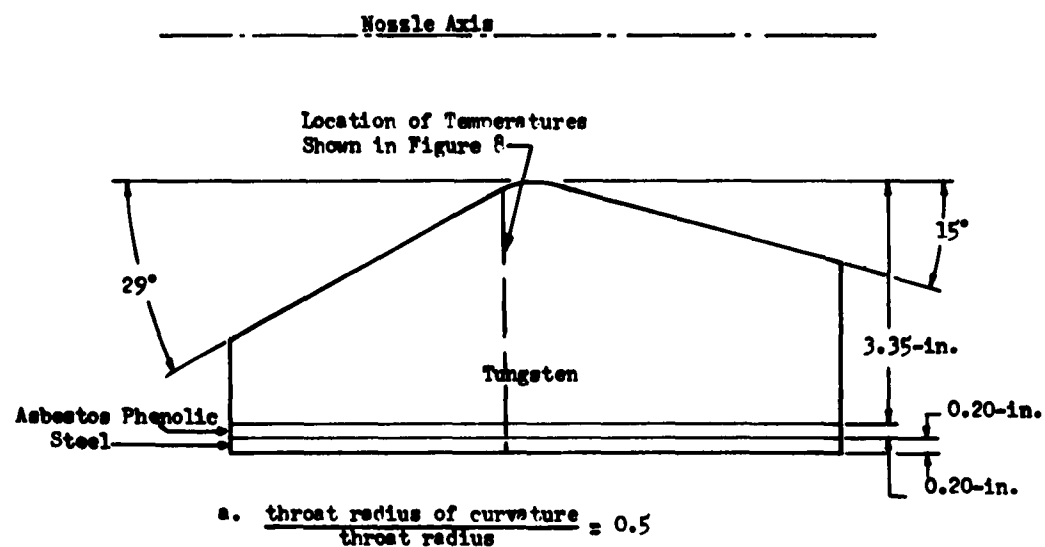 Nozzle Axis
Location of Temperatures
Shown in Figure 8
15°
29°
3.35-in.
Tungsten
Asbestos Phenolic
Steel
0.20-in.
0.20-in.
a. throat radius of curvature
throat radius
= 0.5